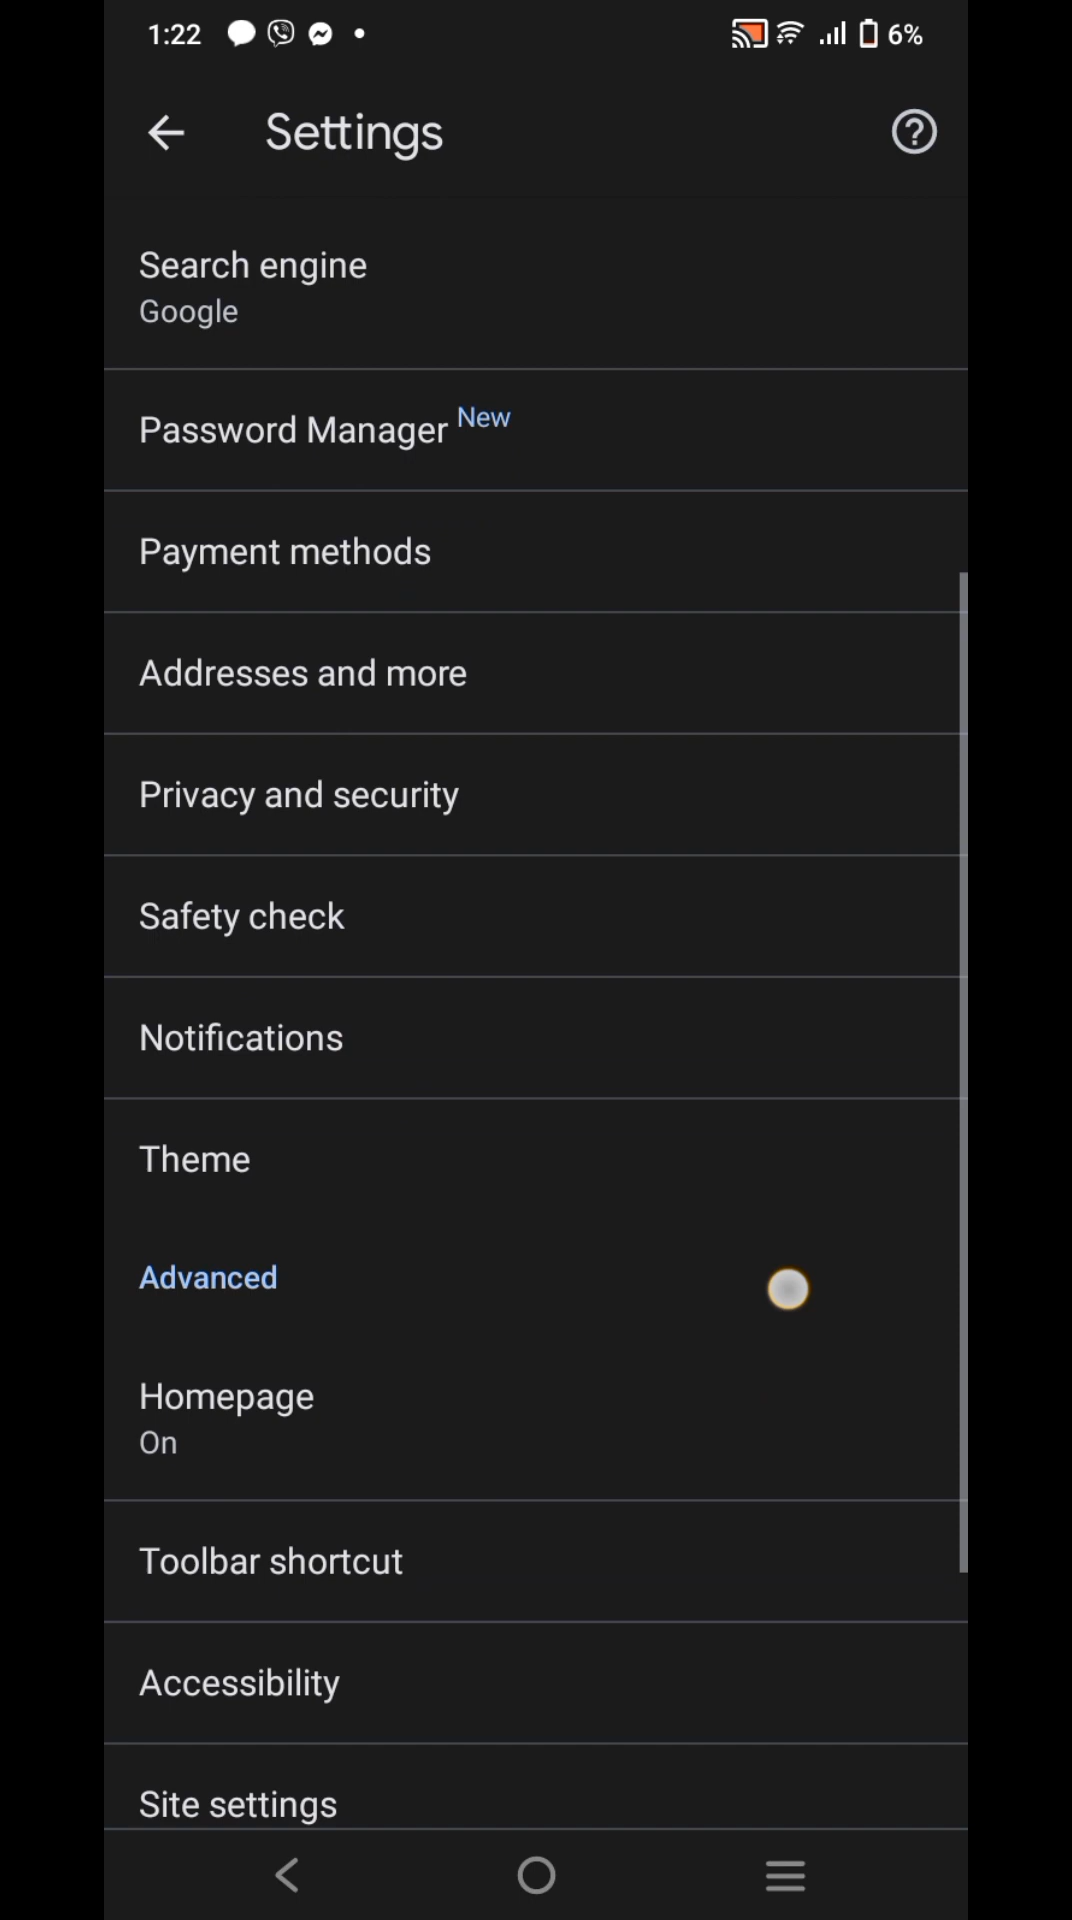 1:22
6%
Settings
Search engine
Google
Password Manager New
Payment methods
Addresses and more
Privacy and security
Safety check
Notifications
Theme
Advanced
Homepage
On
Toolbar shortcut
Accessibility
Site settings